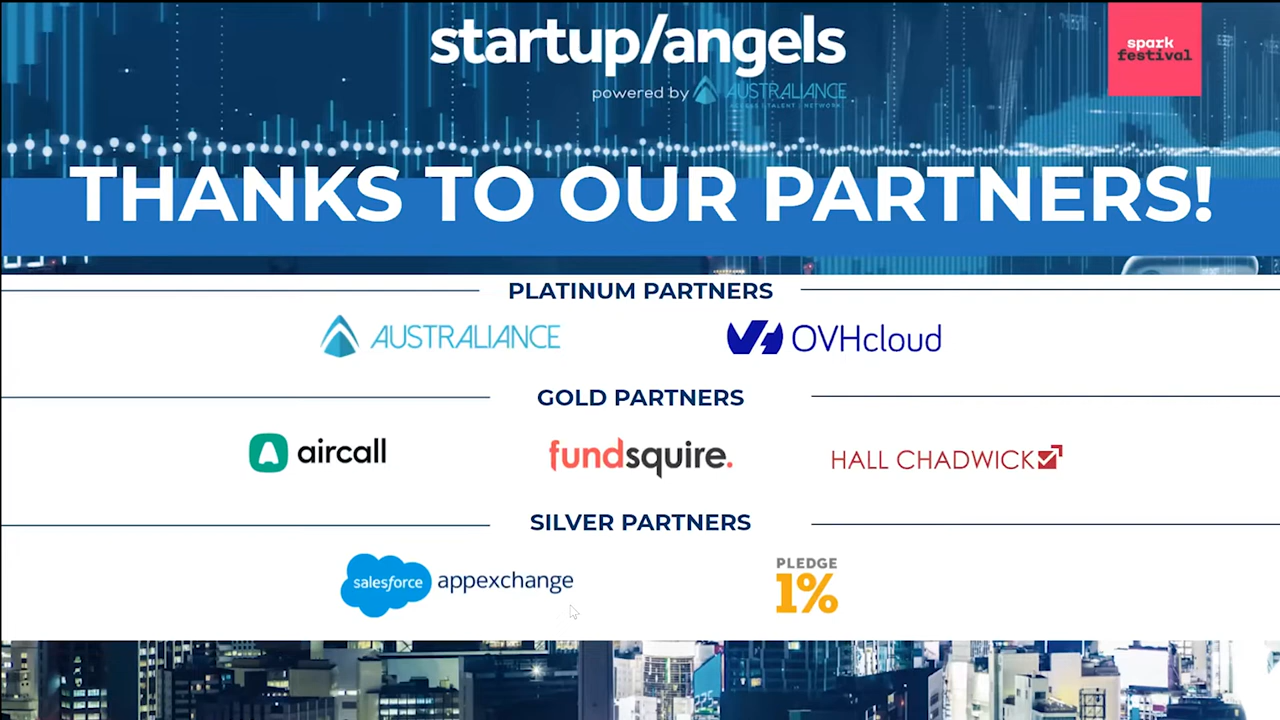 startup/angels
spark
festival
powered by AUSTRALIANCE
THANKS TO OUR PARTNERS!
PLATINUM PARTNERS
AUSTRALIANCE
OVHcloud
GOLD PARTNERS
aircall
fundsquire.
HALL CHADWICK
SILVER PARTNERS
salesforce appexchange
PLEDGE
1%